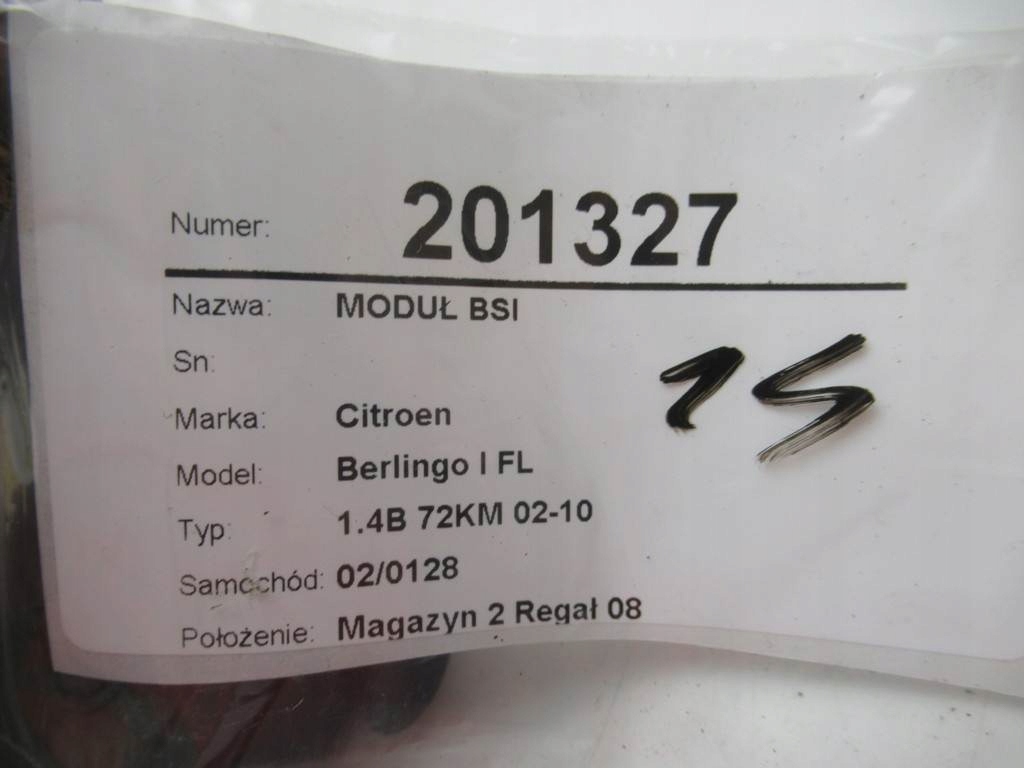 Numer: 201327
Nazwa: MODUŁ BSI
Sn:
Marka: Citroen
Model: Berlingo I FL
Typ: 1.4B 72KM 02-10
Samochód: 02/0128
Położenie: Magazyn 2 Regał 08